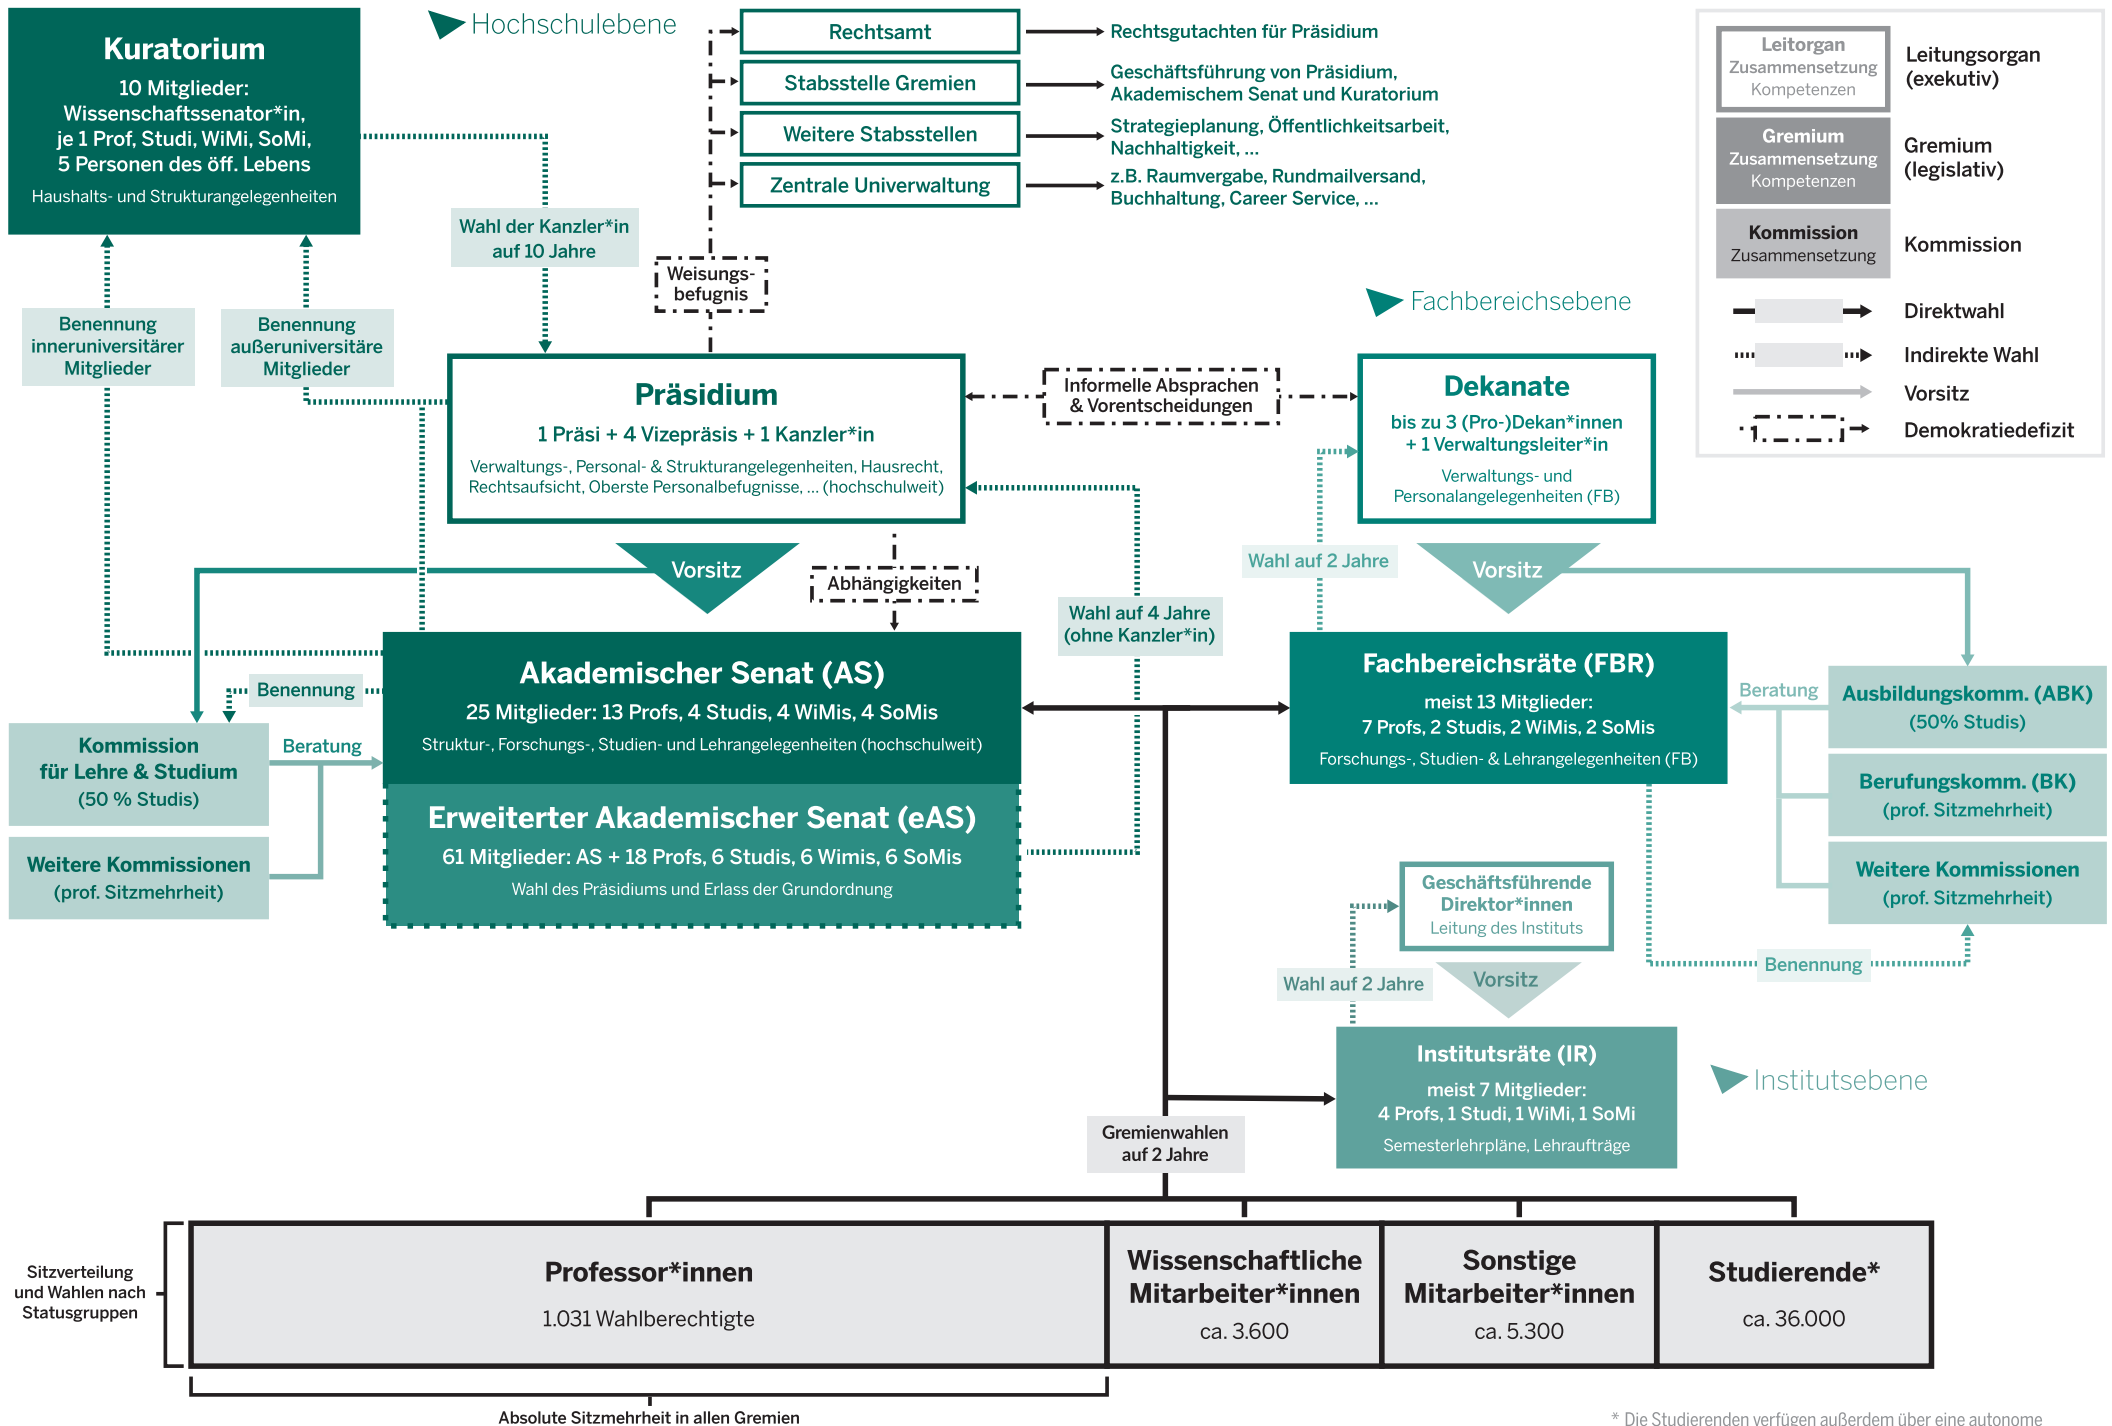 Hochschulebene
Kuratorium
10 Mitglieder:
Wissenschaftssenator*in,
je 1 Prof, Studi, WiMi, SoMi,
5 Personen des öff. Lebens
Haushalts- und Strukturangelegenheiten
Rechtsamt
Rechtsgutachten für Präsidium
Stabsstelle Gremien
Geschäftsführung von Präsidium,
Akademischem Senat und Kuratorium
Weitere Stabsstellen
Strategieplanung, Öffentlichkeitsarbeit,
Nachhaltigkeit, ...
Zentrale Univerwaltung
z.B. Raumvergabe, Rundmailversand,
Buchhaltung, Career Service, ...
Leitorgan
Zusammensetzung
Kompetenzen
Leitungsorgan
(exekutiv)
Gremium
Zusammensetzung
Kompetenzen
Gremium
(legislativ)
Kommission
Zusammensetzung
Kommission
Direktwahl
Indirekte Wahl
Vorsitz
Demokratiedefizit
Wahl der Kanzler*in
auf 10 Jahre
Weisungs-
befugnis
Benennung
inneruniversitärer
Mitglieder
Benennung
außeruniversitäre
Mitglieder
Fachbereichsebene
Präsidium
1 Präsi + 4 Vizepräsis + 1 Kanzler*in
Verwaltungs-, Personal- & Strukturangelegenheiten, Hausrecht,
Rechtsaufsicht, Oberste Personalbefugnisse, ... (hochschulweit)
Informelle Absprachen
& Vorentscheidungen
Dekanate
bis zu 3 (Pro-)Dekan*innen
+ 1 Verwaltungsleiter*in
Verwaltungs- und
Personalangelegenheiten (FB)
Vorsitz
Abhängigkeiten
Wahl auf 4 Jahre
(ohne Kanzler*in)
Wahl auf 2 Jahre
Vorsitz
Akademischer Senat (AS)
25 Mitglieder: 13 Profs, 4 Studis, 4 WiMis, 4 SoMis
Struktur-, Forschungs-, Studien- und Lehrangelegenheiten (hochschulweit)
Erweiterter Akademischer Senat (eAS)
61 Mitglieder: AS + 18 Profs, 6 Studis, 6 Wimis, 6 SoMis
Wahl des Präsidiums und Erlass der Grundordnung
Benennung
Kommission
für Lehre & Studium
(50 % Studis)
Beratung
Weitere Kommissionen
(prof. Sitzmehrheit)
Fachbereichsräte (FBR)
meist 13 Mitglieder:
7 Profs, 2 Studis, 2 WiMis, 2 SoMis
Forschungs-, Studien- & Lehrangelegenheiten (FB)
Beratung
Ausbildungskomm. (ABK)
(50% Studis)
Berufungskomm. (BK)
(prof. Sitzmehrheit)
Weitere Kommissionen
(prof. Sitzmehrheit)
Benennung
Geschäftsführende
Direktor*innen
Leitung des Instituts
Wahl auf 2 Jahre
Vorsitz
Institutsräte (IR)
meist 7 Mitglieder:
4 Profs, 1 Studi, 1 WiMi, 1 SoMi
Semesterlehrpläne, Lehraufträge
Institutsebene
Gremienwahlen
auf 2 Jahre
Sitzverteilung
und Wahlen nach
Statusgruppen
Professor*innen
1.031 Wahlberechtigte
Wissenschaftliche
Mitarbeiter*innen
ca. 3.600
Sonstige
Mitarbeiter*innen
ca. 5.300
Studierende*
ca. 36.000
Absolute Sitzmehrheit in allen Gremien
* Die Studierenden verfügen außerdem über eine autonome